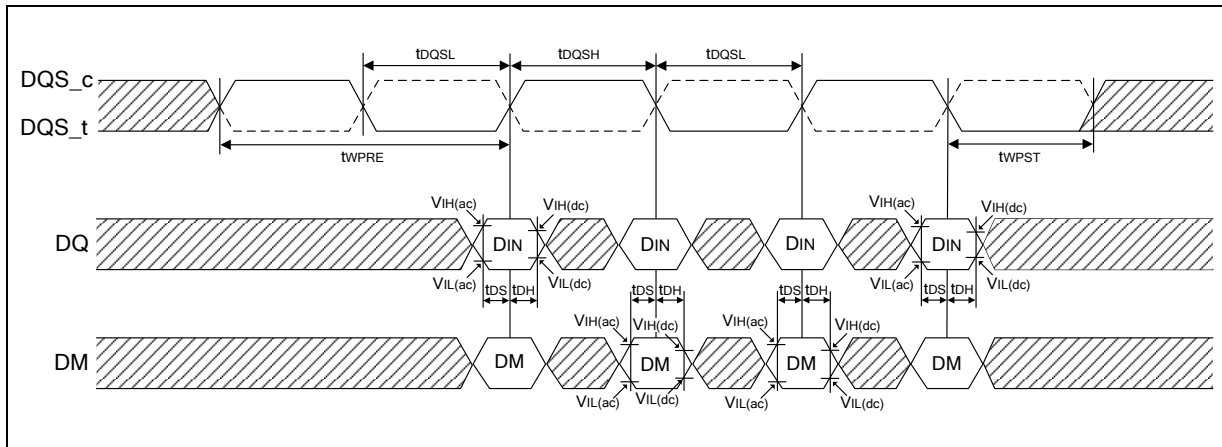 tDQSL tDQSH tDQSL
DQS_c
DQS_t
tWPRE tWPST
VIH(ac) VIH(dc) VIH(ac) VIH(dc)
DQ DIN DIN DIN DIN
VIL(ac) VIL(dc) VIL(ac) VIL(dc)
tDS tDH tDS tDH tDS tDH tDS tDH
VIH(ac) VIH(dc) VIH(ac) VIH(dc)
DM DM DM DM DM
VIL(ac) VIL(dc) VIL(ac) VIL(dc)